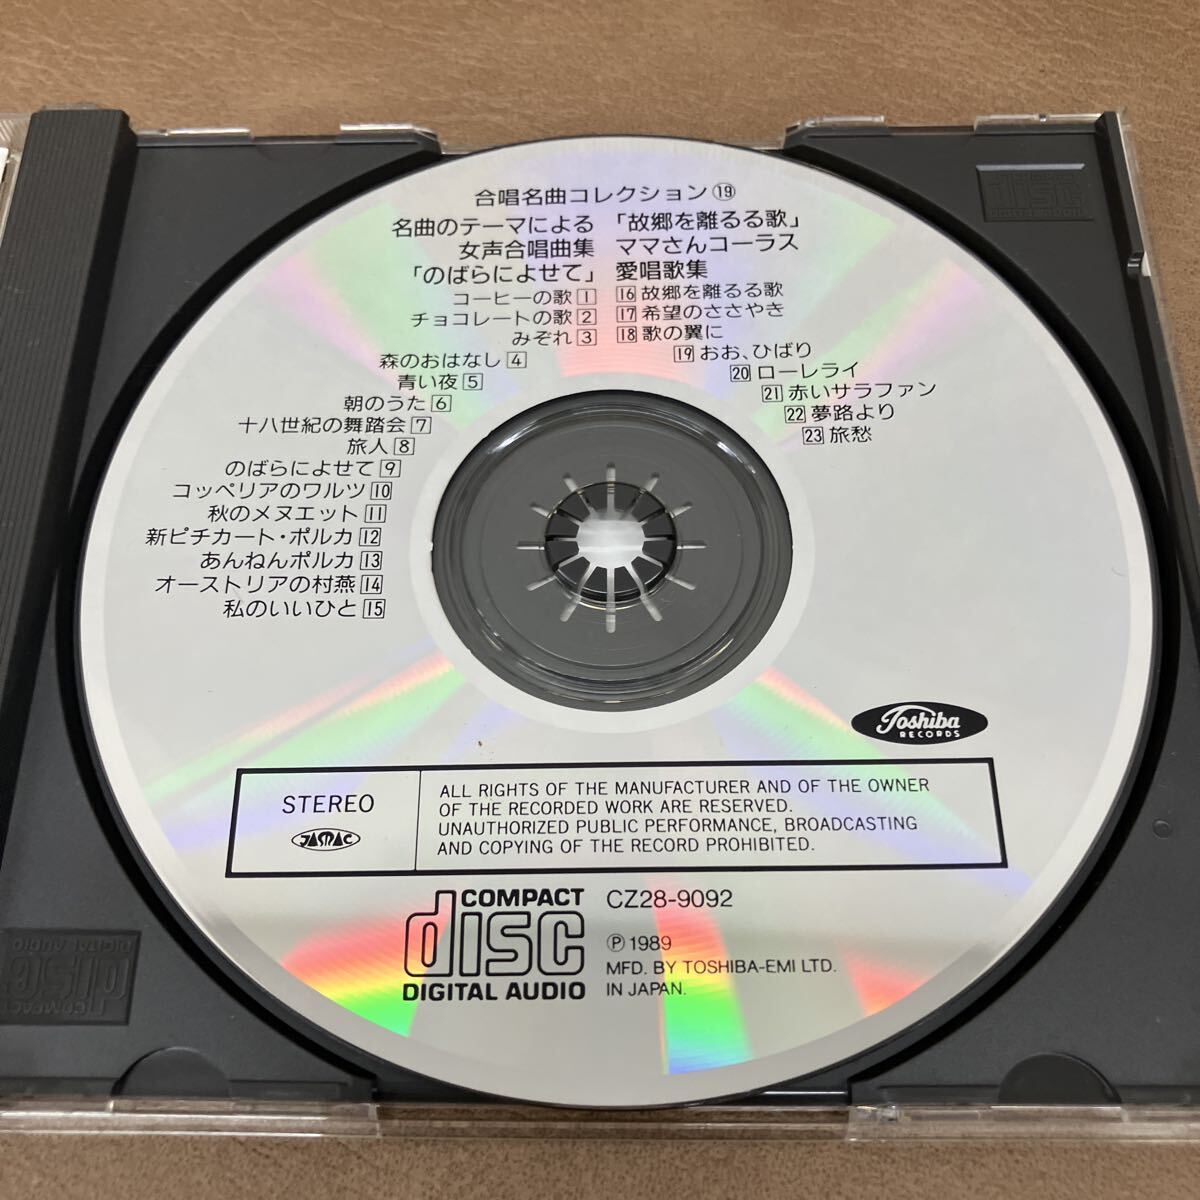 合唱名曲コレクション⑲
名曲のテーマによる
女声合唱曲集
「のばらによせて」
コーヒーの歌 1
チョコレートの歌 2
みぞれ 3
森のおはなし 4
青い夜 5
朝のうた 6
十八世紀の舞踏会 7
旅人 8
のばらによせて 9
コッペリアのワルツ 10
秋のメヌエット 11
新ピチカート・ポルカ 12
あんねんポルカ 13
オーストリアの村燕 14
私のいいひと 15
「故郷を離るる歌」
ママさんコーラス
愛唱歌集
16 故郷を離るる歌
17 希望のささやき
18 歌の翼に
19 おお、ひばり
20 ローレライ
21 赤いサラファン
22 夢路より
23 旅愁
Toshiba
RECORDS
STEREO
JASRAC
ALL RIGHTS OF THE MANUFACTURER AND OF THE OWNER
OF THE RECORDED WORK ARE RESERVED.
UNAUTHORIZED PUBLIC PERFORMANCE, BROADCASTING
AND COPYING OF THE RECORD PROHIBITED.
COMPACT
disc
DIGITAL AUDIO
CZ28-9092
Ⓟ 1989
MFD. BY TOSHIBA-EMI LTD.
IN JAPAN.
disc
DIGITAL AUDIO
COMPACT
disc
DIGITAL AUDIO